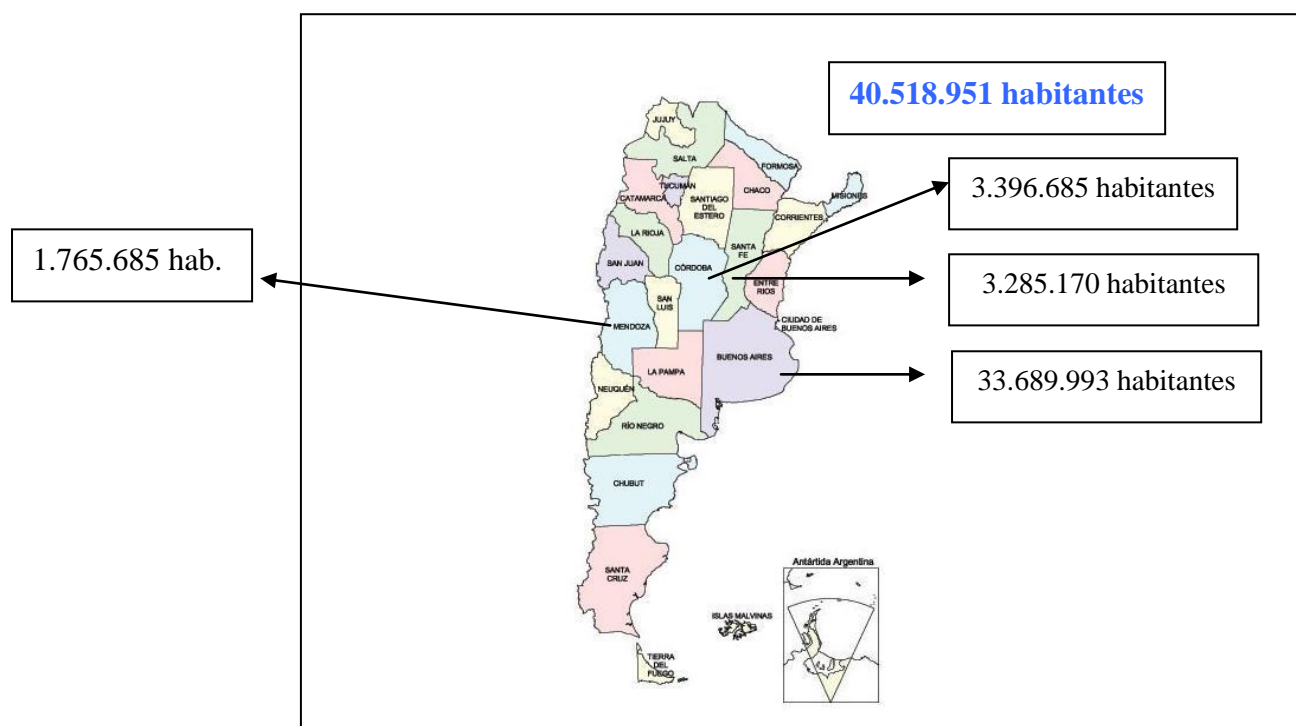 40.518.951 habitantes
JUJUY
SALTA
FORMOSA
3.396.685 habitantes
TUCUMÁN
CHACO
MISIONES
CATAMARCA
SANTIAGO
DEL
ESTERO
CORRIENTES
LA RIOJA
SANTA
FE
1.765.685 hab.
SAN JUAN
CÓRDOBA
3.285.170 habitantes
ENTRE
RIOS
SAN
LUIS
MENDOZA
CIUDAD DE
BUENOS AIRES
BUENOS AIRES
LA PAMPA
33.689.993 habitantes
NEUQUÉN
RÍO NEGRO
CHUBUT
SANTA
CRUZ
Antártida Argentina
ISLAS MALVINAS
TIERRA
DEL
FUEGO